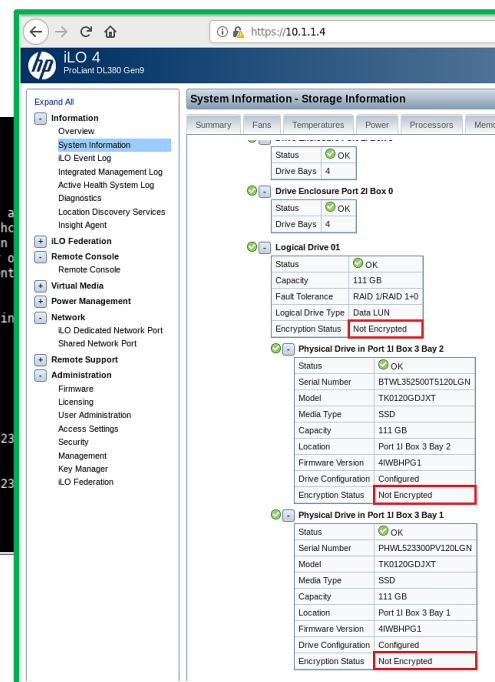 https://10.1.1.4
hp
iLO 4
ProLiant DL380 Gen9
Expand All
Information
Overview
System Information
iLO Event Log
Integrated Management Log
Active Health System Log
Diagnostics
Location Discovery Services
Insight Agent
iLO Federation
Remote Console
Remote Console
Virtual Media
Power Management
Network
iLO Dedicated Network Port
Shared Network Port
Remote Support
Administration
Firmware
Licensing
User Administration
Access Settings
Security
Management
Key Manager
iLO Federation
System Information - Storage Information
Summary Fans Temperatures Power Processors Memo
Status OK
Drive Bays 4
Drive Enclosure Port 2I Box 0
Status OK
Drive Bays 4
Logical Drive 01
Status OK
Capacity 111 GB
Fault Tolerance RAID 1/RAID 1+0
Logical Drive Type Data LUN
Encryption Status Not Encrypted
Physical Drive in Port 1I Box 3 Bay 2
Status OK
Serial Number BTWL352500T5120LGN
Model TK0120GDJXT
Media Type SSD
Capacity 111 GB
Location Port 1I Box 3 Bay 2
Firmware Version 4IWBHPG1
Drive Configuration Configured
Encryption Status Not Encrypted
Physical Drive in Port 1I Box 3 Bay 1
Status OK
Serial Number PHWL523300PV120LGN
Model TK0120GDJXT
Media Type SSD
Capacity 111 GB
Location Port 1I Box 3 Bay 1
Firmware Version 4IWBHPG1
Drive Configuration Configured
Encryption Status Not Encrypted